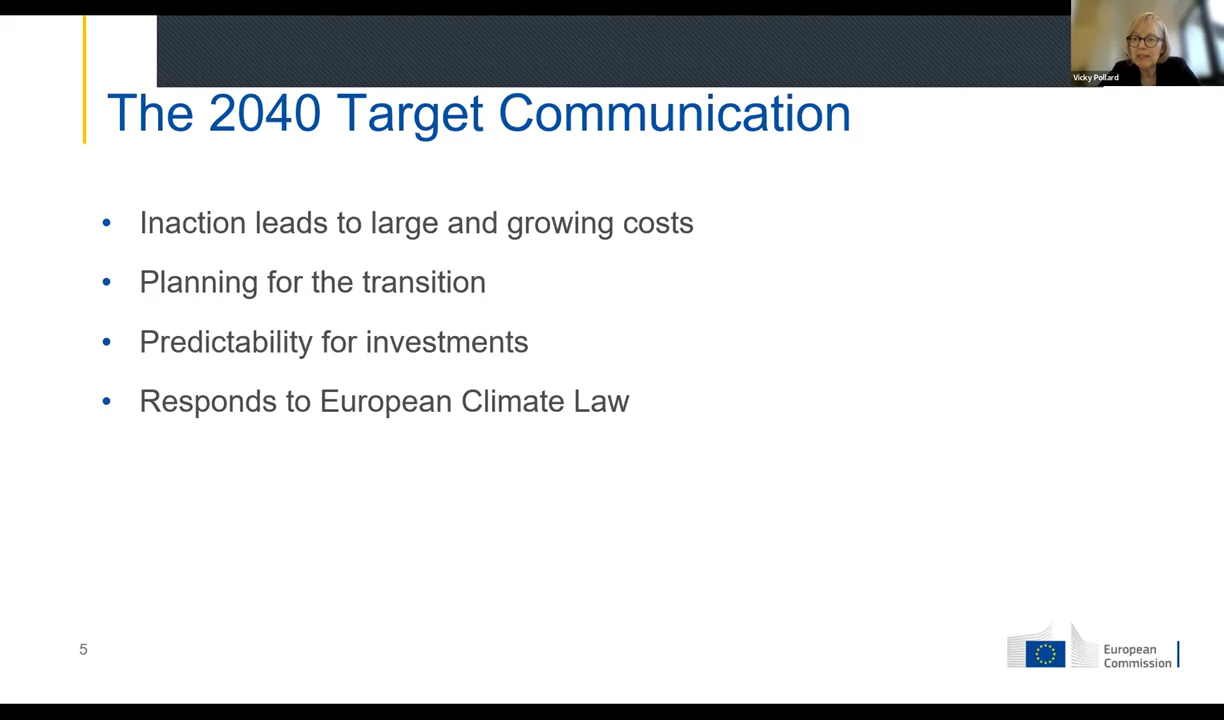 Vicky Pollard
The 2040 Target Communication
• Inaction leads to large and growing costs
• Planning for the transition
• Predictability for investments
• Responds to European Climate Law
5
European
Commission